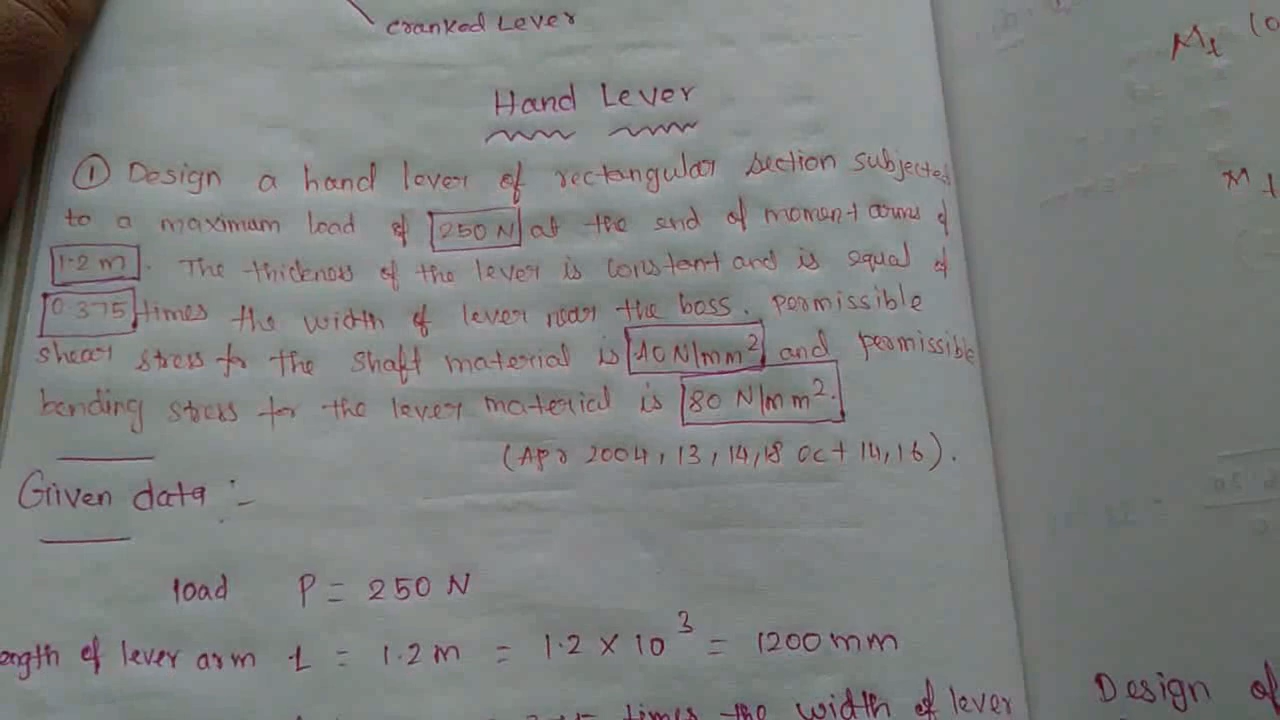 cranked Lever
Hand Lever
① Design a hand lever of rectangular section subjected
to a maximum load of 250 N at the end of moment arms of
1.2 m. The thickness of the lever is constant and is equal of
0.375 times the width of lever near the boss. permissible
shear stress for the shaft material is 40 N/mm² and permissible
bending stress for the lever material is 80 N/mm².
(Apr 2004, 13, 14, 18 oct 14, 16).
Given data :-
load P = 250 N
ength of lever arm L = 1.2 m = 1.2 × 10³ = 1200 mm
times the width of lever
Mt
Mt
Design of